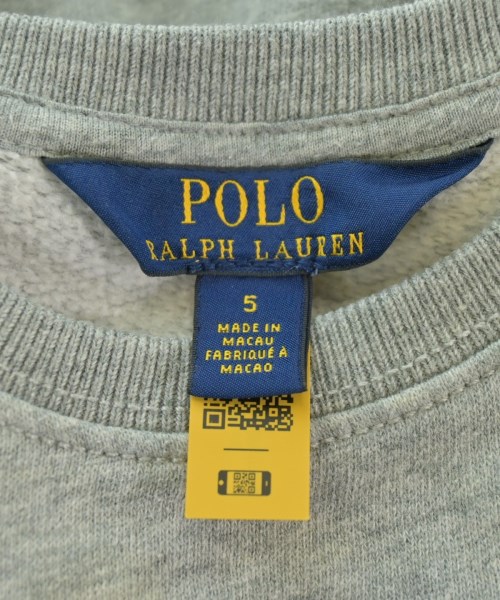 POLO
RALPH LAUREN
5
MADE IN
MACAU
FABRIQUÉ À
MACAO